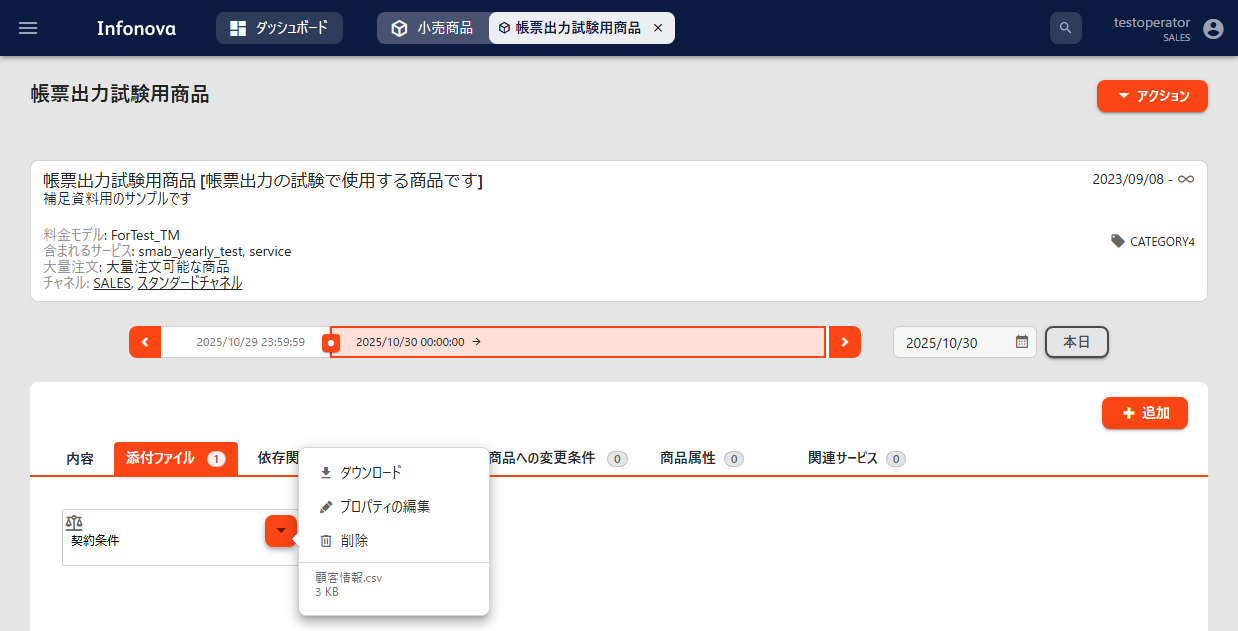 Infonova
ダッシュボード
小売商品
帳票出力試験用商品 ×
testoperator
SALES
帳票出力試験用商品
アクション
帳票出力試験用商品 [帳票出力の試験で使用する商品です]
2023/09/08 - ∞
補足資料用のサンプルです
料金モデル: ForTest_TM
含まれるサービス: smab_yearly_test, service
CATEGORY4
大量注文: 大量注文可能な商品
チャネル: SALES, スタンダードチャネル
2025/10/29 23:59:59
2025/10/30 00:00:00 →
2025/10/30
本日
追加
内容
添付ファイル 1
依存関
商品への変更条件 0
商品属性 0
関連サービス 0
契約条件
ダウンロード
プロパティの編集
削除
顧客情報.csv
3 KB